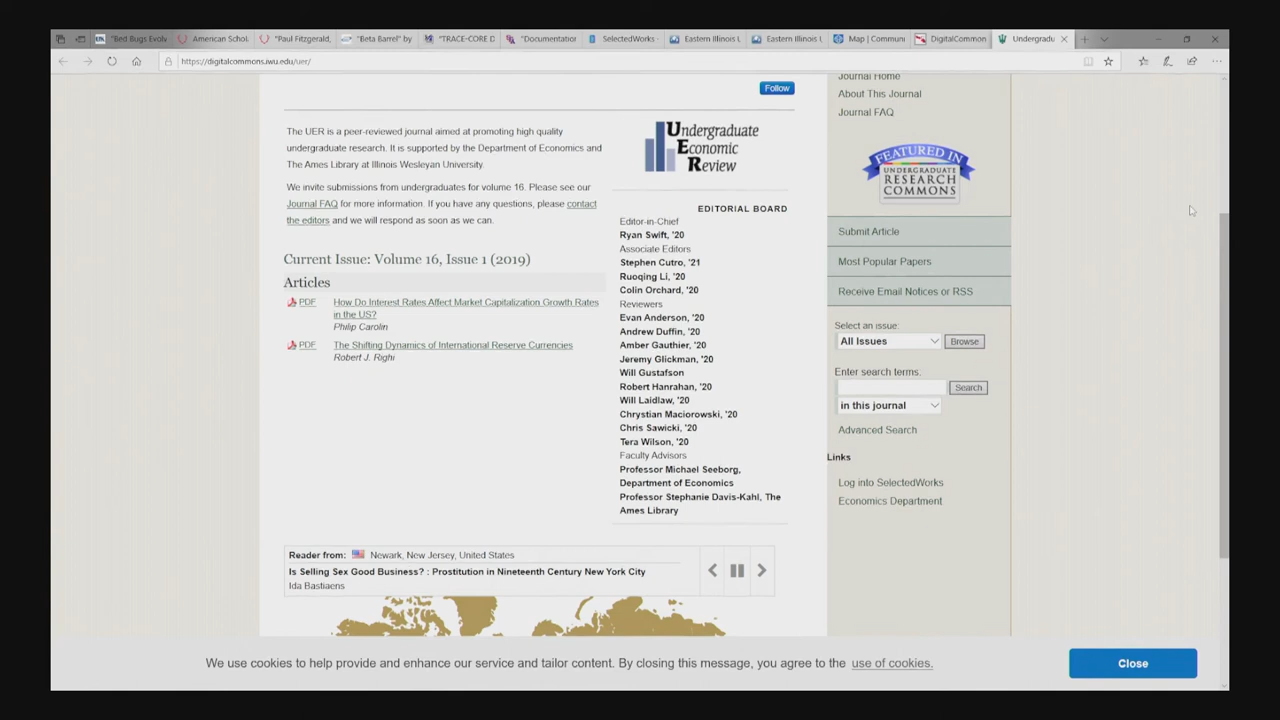 "Bed Bugs Evolv
American Schol
"Paul Fitzgerald,
"Beta Barrel" by
"TRACE-CORE D
"Documentation
SelectedWorks -
Eastern Illinois U
Eastern Illinois U
Map | Communi
DigitalCommon
Undergradu
https://digitalcommons.iwu.edu/uer/
Follow
The UER is a peer-reviewed journal aimed at promoting high quality
undergraduate research. It is supported by the Department of Economics and
The Ames Library at Illinois Wesleyan University.
We invite submissions from undergraduates for volume 16. Please see our
Journal FAQ for more information. If you have any questions, please contact
the editors and we will respond as soon as we can.
Current Issue: Volume 16, Issue 1 (2019)
Articles
PDF
How Do Interest Rates Affect Market Capitalization Growth Rates
in the US?
Philip Carolin
PDF
The Shifting Dynamics of International Reserve Currencies
Robert J. Righi
Undergraduate
Economic
Review
EDITORIAL BOARD
Editor-in-Chief
Ryan Swift, '20
Associate Editors
Stephen Cutro, '21
Ruoqing Li, '20
Colin Orchard, '20
Reviewers
Evan Anderson, '20
Andrew Duffin, '20
Amber Gauthier, '20
Jeremy Glickman, '20
Will Gustafson
Robert Hanrahan, '20
Will Laidlaw, '20
Chrystian Maciorowski, '20
Chris Sawicki, '20
Tera Wilson, '20
Faculty Advisors
Professor Michael Seeborg,
Department of Economics
Professor Stephanie Davis-Kahl, The
Ames Library
Journal Home
About This Journal
Journal FAQ
FEATURED IN
UNDERGRADUATE
RESEARCH
COMMONS
Submit Article
Most Popular Papers
Receive Email Notices or RSS
Select an issue:
All Issues
Browse
Enter search terms.
Search
in this journal
Advanced Search
Links
Log into SelectedWorks
Economics Department
Reader from: Newark, New Jersey, United States
Is Selling Sex Good Business? : Prostitution in Nineteenth Century New York City
Ida Bastiaens
We use cookies to help provide and enhance our service and tailor content. By closing this message, you agree to the use of cookies.
Close